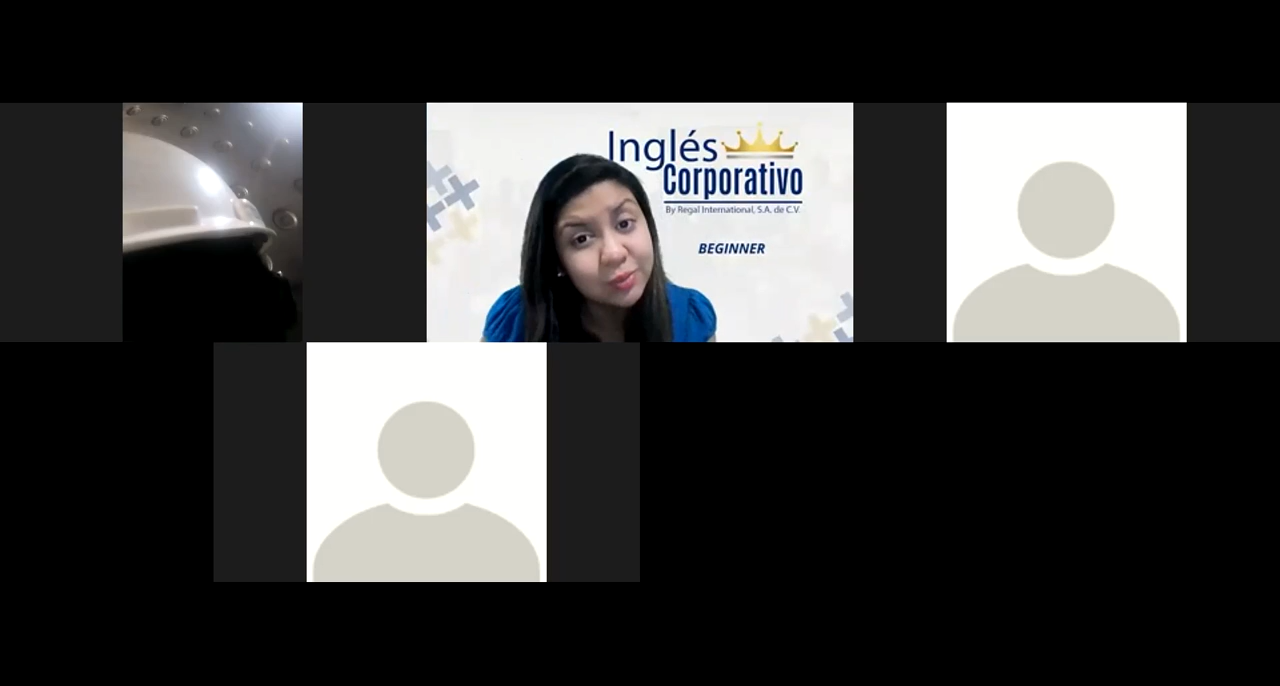 Inglés
Corporativo
By Regal International, S.A. de C.V.
BEGINNER